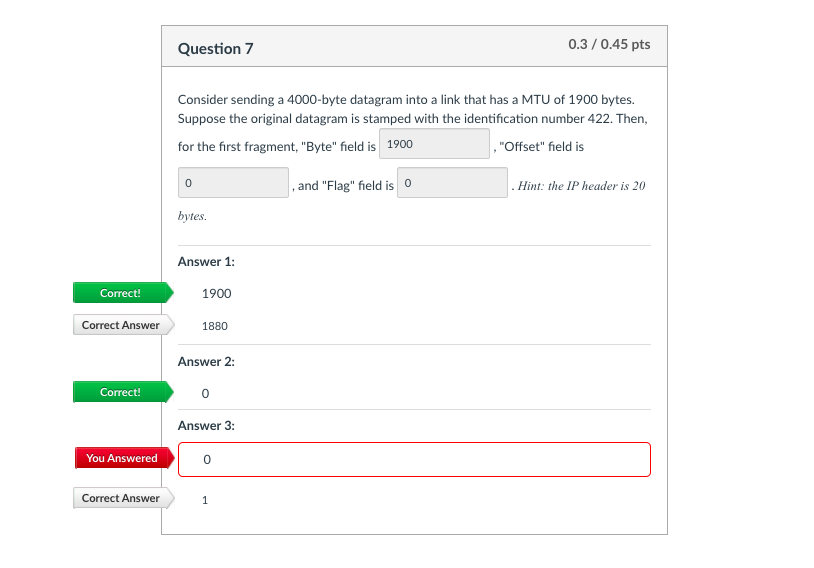 Question 7
0.3 / 0.45 pts
Consider sending a 4000-byte datagram into a link that has a MTU of 1900 bytes.
Suppose the original datagram is stamped with the identification number 422. Then,
for the first fragment, "Byte" field is 1900 , "Offset" field is
0 , and "Flag" field is 0 . Hint: the IP header is 20
bytes.
Answer 1:
Correct! 1900
Correct Answer 1880
Answer 2:
Correct! 0
Answer 3:
You Answered 0
Correct Answer 1